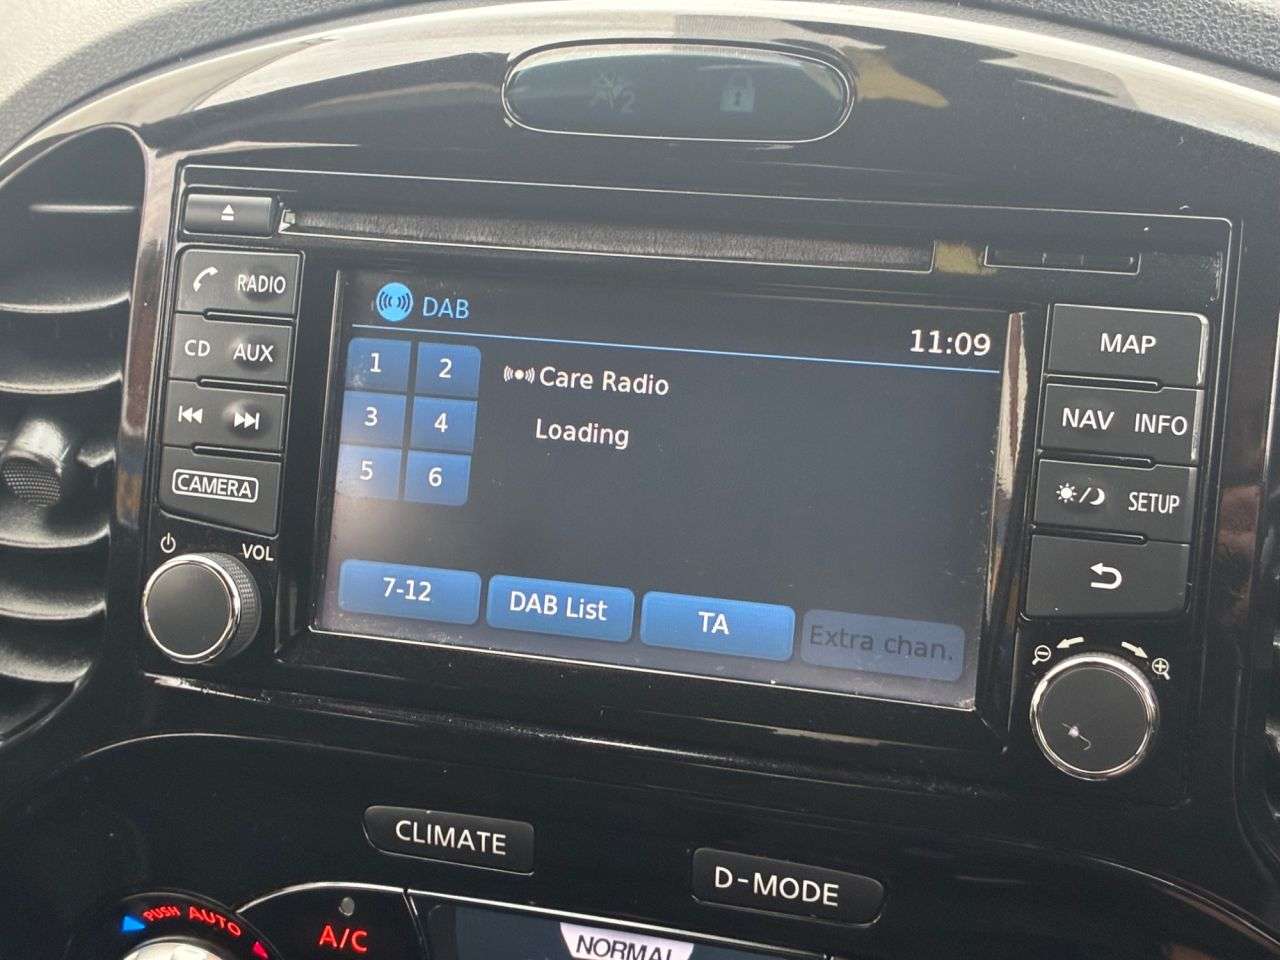 2
RADIO
CD AUX
CAMERA
VOL
DAB
11:09
1 2
3 4
5 6
Care Radio
Loading
7-12
DAB List
TA
Extra chan.
MAP
NAV INFO
SETUP
CLIMATE
D-MODE
PUSH AUTO
A/C
NORMAL